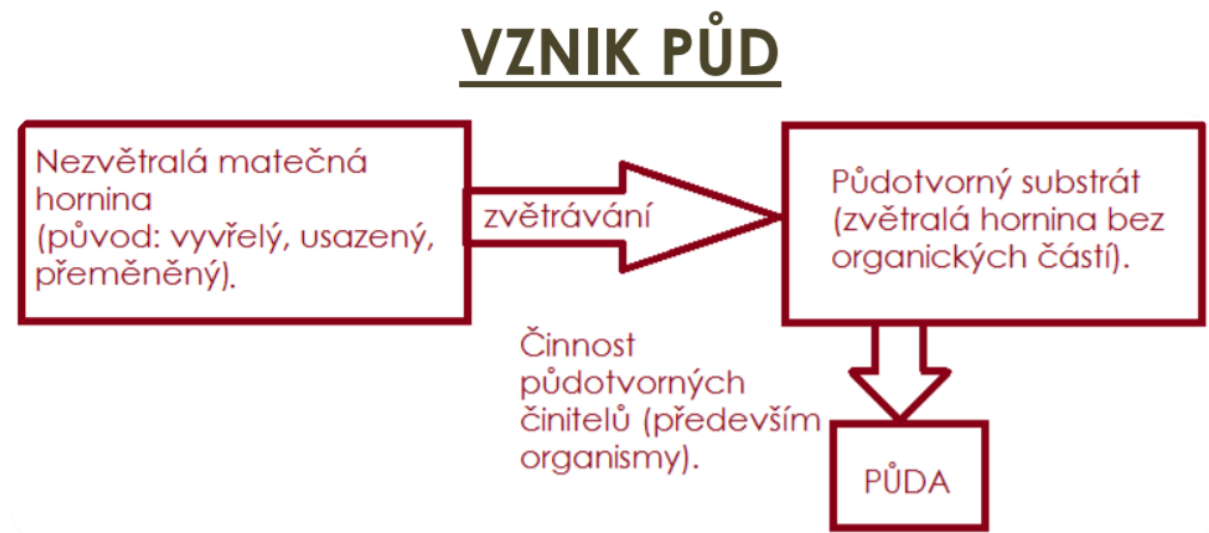 VZNIK PŮD
Nezvětralá matečná
hornina
(původ: vyvřelý, usazený,
přeměněný).
zvětrávání
Půdotvorný substrát
(zvětralá hornina bez
organických částí).
Činnost
půdotvorných
činitelů (především
organismy).
PŮDA